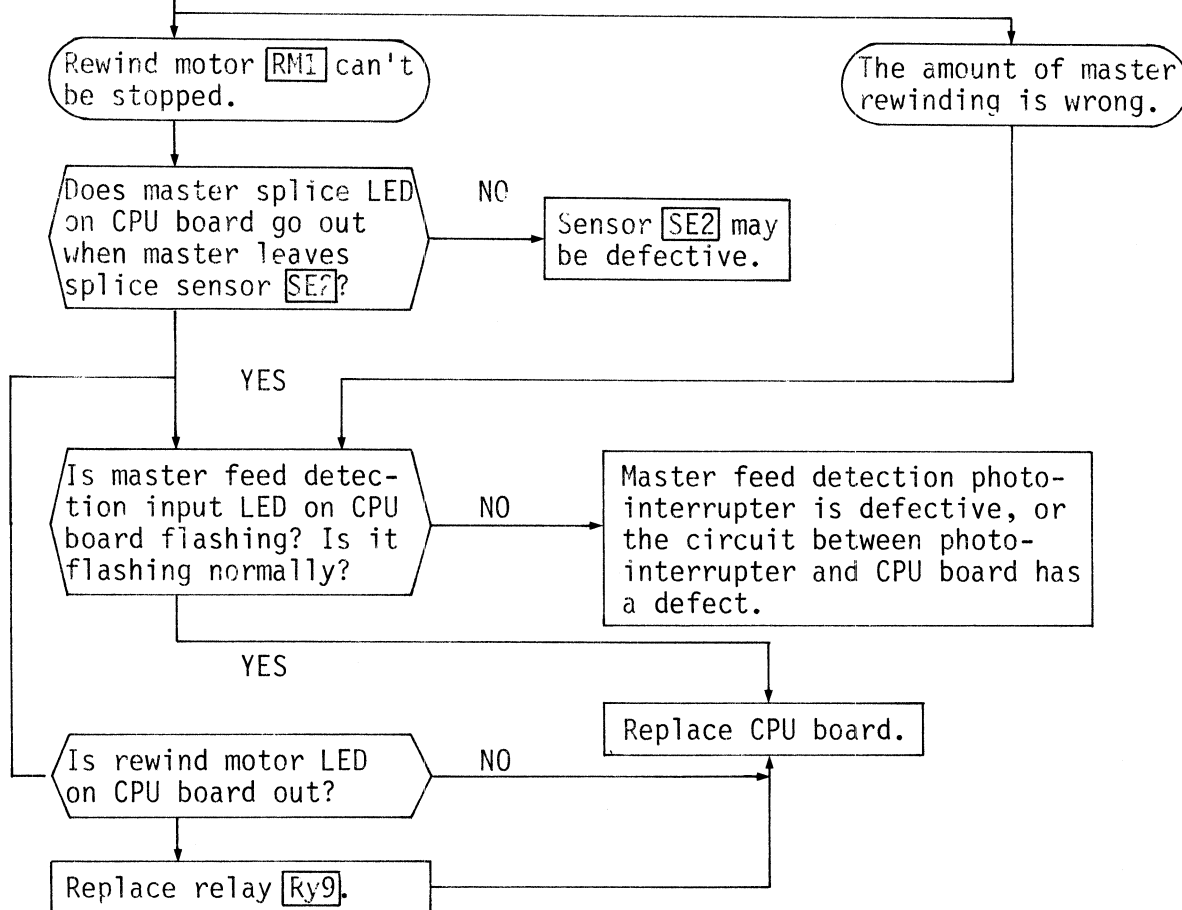 Rewind motor RM1 can't
be stopped.
The amount of master
rewinding is wrong.
Does master splice LED
on CPU board go out
when master leaves
splice sensor SE2?
NO
Sensor SE2 may
be defective.
YES
Is master feed detec-
tion input LED on CPU
board flashing? Is it
flashing normally?
NO
Master feed detection photo-
interrupter is defective, or
the circuit between photo-
interrupter and CPU board has
a defect.
YES
Replace CPU board.
Is rewind motor LED
on CPU board out?
NO
Replace relay Ry9.